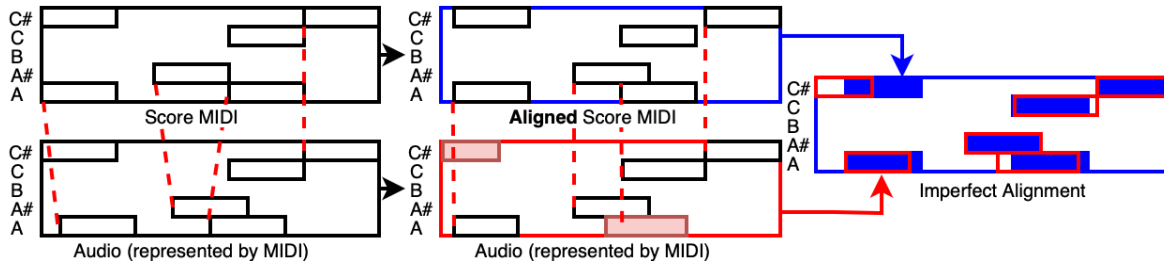 C#
C
B
A#
A
Score MIDI
C#
C
B
A#
A
Aligned Score MIDI
C#
C
B
A#
A
Imperfect Alignment
C#
C
B
A#
A
Audio (represented by MIDI)
C#
C
B
A#
A
Audio (represented by MIDI)